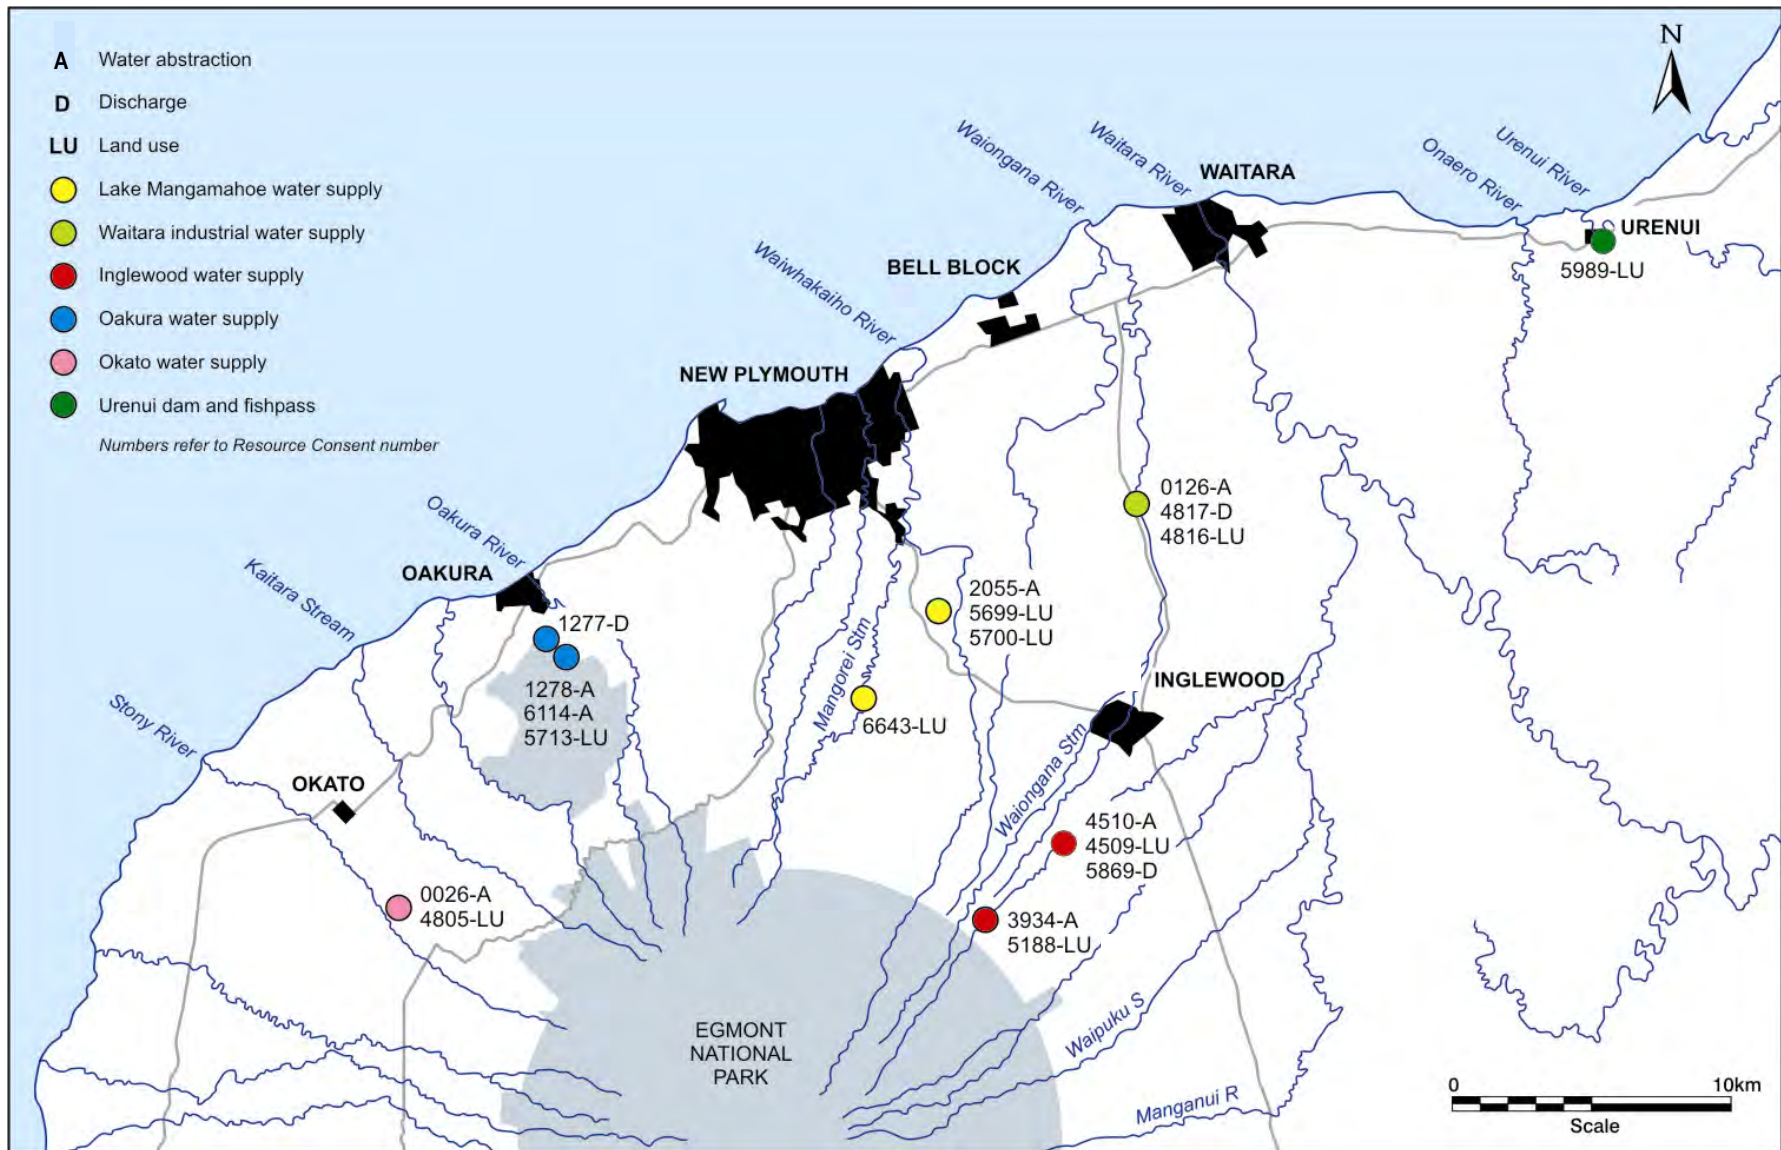 A Water abstraction
D Discharge
LU Land use
Lake Mangamahoe water supply
Waitara industrial water supply
Inglewood water supply
Oakura water supply
Okato water supply
Urenui dam and fishpass
Numbers refer to Resource Consent number
N
Waiongana River
Waitara River
WAITARA
Onaero River
Urenui River
URENUI
5989-LU
Waiwhakaiho River
BELL BLOCK
NEW PLYMOUTH
0126-A
4817-D
4816-LU
Oakura River
OAKURA
Kaitara Stream
1277-D
1278-A
6114-A
5713-LU
2055-A
5699-LU
5700-LU
Mangorei Stm
6643-LU
INGLEWOOD
Stony River
OKATO
Waiongana Stm
4510-A
4509-LU
5869-D
0026-A
4805-LU
3934-A
5188-LU
EGMONT
NATIONAL
PARK
Waipuku S
Manganui R
0 10km
Scale